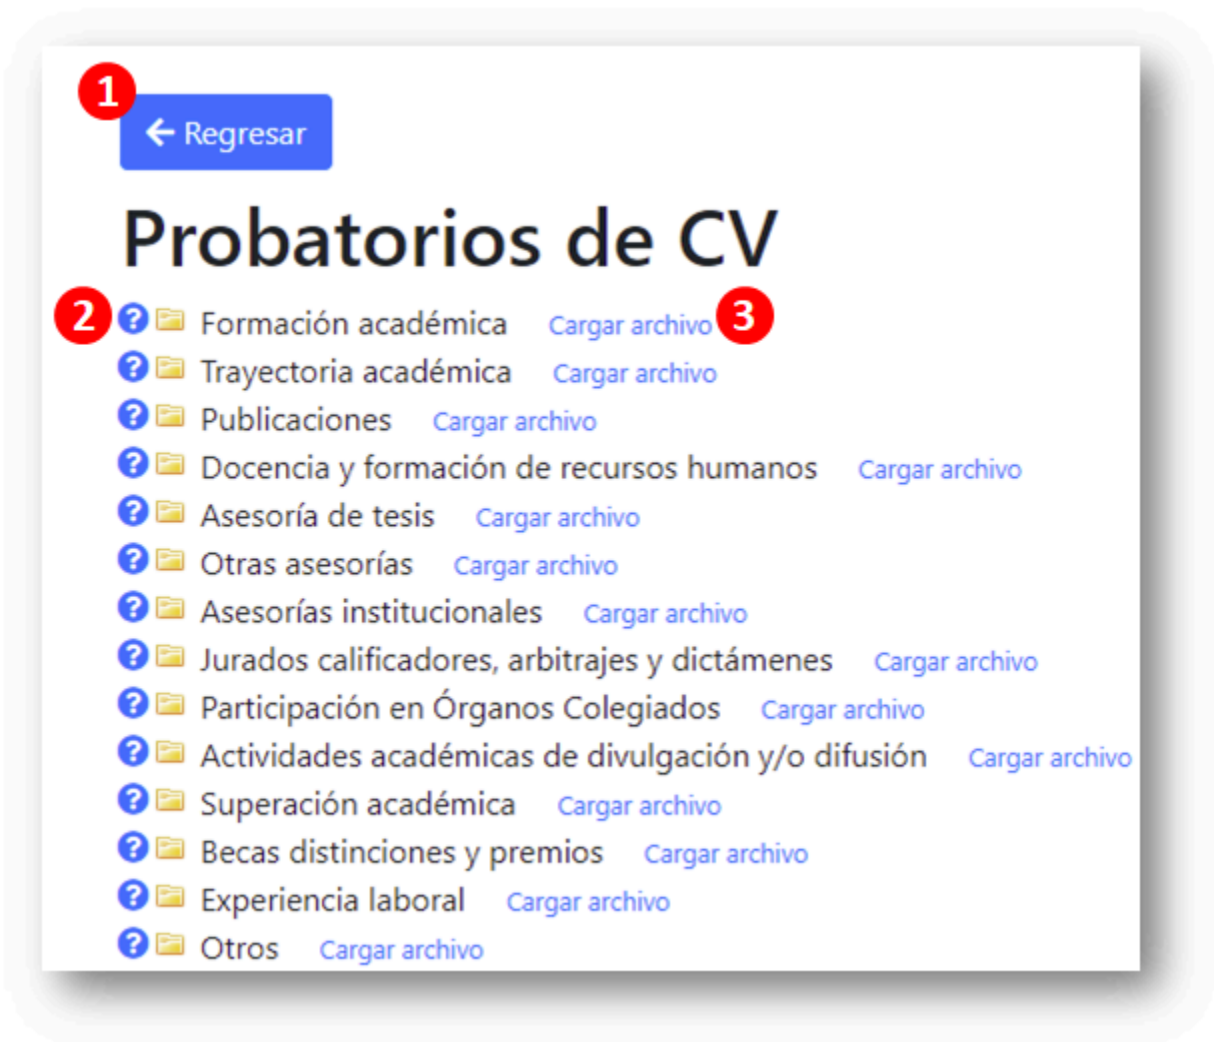 1
Regresar
Probatorios de CV
2 ? Formación académica Cargar archivo 3
? Trayectoria académica Cargar archivo
? Publicaciones Cargar archivo
? Docencia y formación de recursos humanos Cargar archivo
? Asesoría de tesis Cargar archivo
? Otras asesorías Cargar archivo
? Asesorías institucionales Cargar archivo
? Jurados calificadores, arbitrajes y dictámenes Cargar archivo
? Participación en Órganos Colegiados Cargar archivo
? Actividades académicas de divulgación y/o difusión Cargar archivo
? Superación académica Cargar archivo
? Becas distinciones y premios Cargar archivo
? Experiencia laboral Cargar archivo
? Otros Cargar archivo